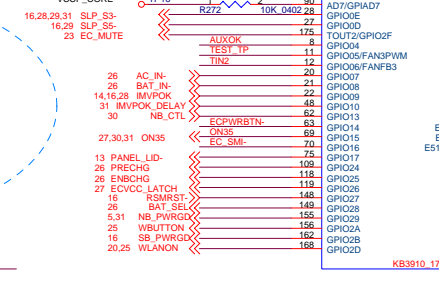 90 AD7/GPIAD7
R272 10K_0402 28 GPIO0E
16,28,29,31 SLP_S3-
16,29 SLP_S5- 27 GPIO0D
23 EC_MUTE 175 TOUT2/GPIO2F
AUXOK 8 GPIO04
TEST_TP 11 GPIO05/FAN3PWM
TIN2 12 GPIO06/FANFB3
26 AC_IN- 20 GPIO07
26 BAT_IN- 21 GPIO08
14,16,28 IMVPOK 22 GPIO09
31 IMVPOK_DELAY 48 GPIO10
30 NB_CTL 62 GPIO13
ECPWRBTN- 63 GPIO14
27,30,31 ON35 ON35 69 GPIO15
EC_SMI- 70 GPIO16
13 PANEL_LID- 75 GPIO17
26 PRECHG 109 GPIO24
26 ENBCHG 118 GPIO25
27 ECVCC_LATCH 119 GPIO26
16 RSMRST- 148 GPIO27
26 BAT_SEL 149 GPIO28
5,31 NB_PWRGD 155 GPIO29
25 WBUTTON 156 GPIO2A
16 SB_PWRGD 162 GPIO2B
20,25 WLANON 168 GPIO2D
E
E
E51
KB3910_17